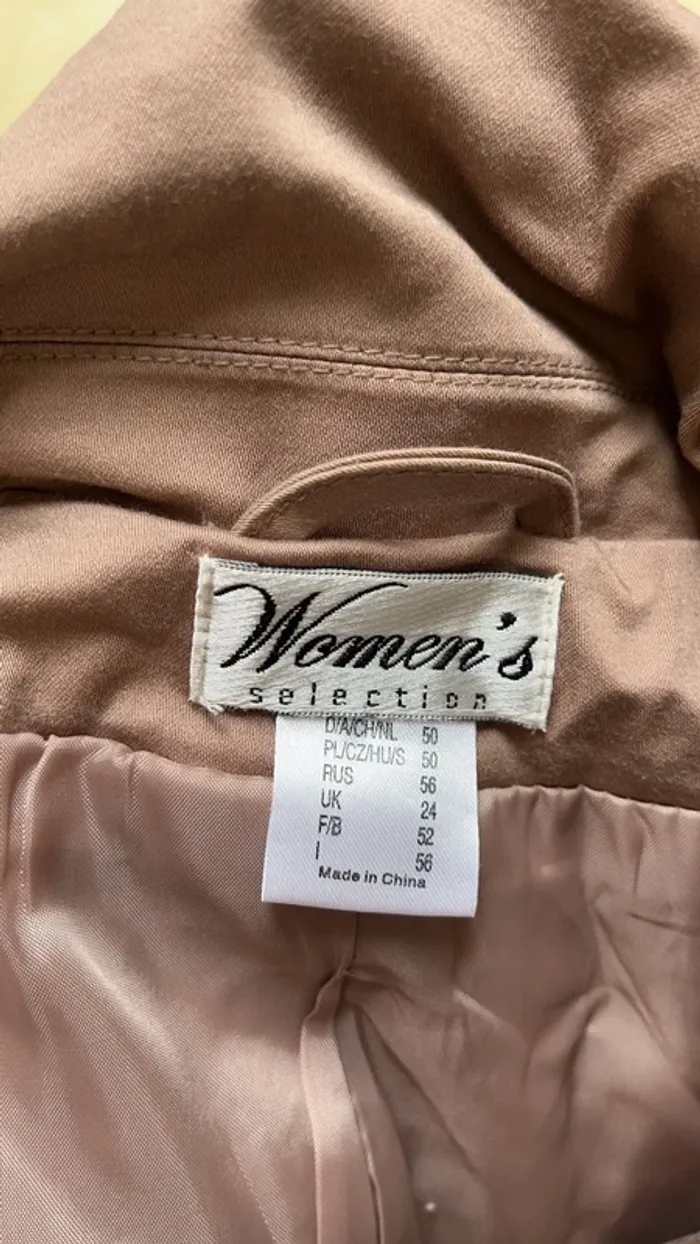 Women's
selection
D/A/CH/NL 50
PL/CZ/HU/S 50
RUS 56
UK 24
F/B 52
I 56
Made in China